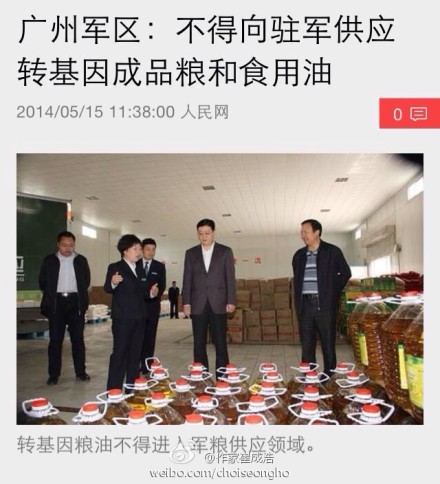 广州军区：不得向驻军供应
转基因成品粮和食用油
2014/05/15 11:38:00 人民网
0
转基因粮油不得进入军粮供应领域。
@作家崔成浩
weibo.com/choiseongho